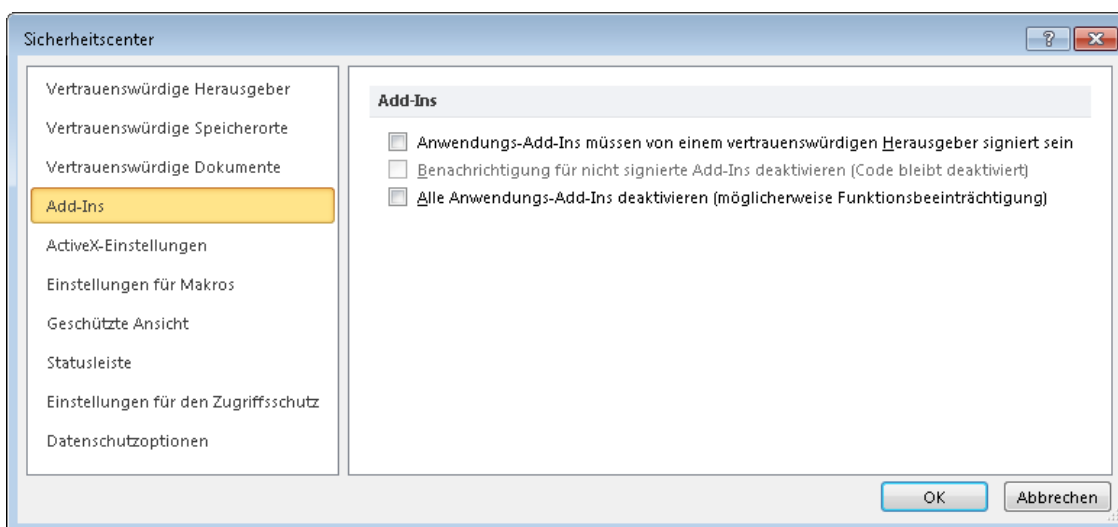 Sicherheitscenter
Vertrauenswürdige Herausgeber
Vertrauenswürdige Speicherorte
Vertrauenswürdige Dokumente
Add-Ins
ActiveX-Einstellungen
Einstellungen für Makros
Geschützte Ansicht
Statusleiste
Einstellungen für den Zugriffsschutz
Datenschutzoptionen
Add-Ins
Anwendungs-Add-Ins müssen von einem vertrauenswürdigen Herausgeber signiert sein
Benachrichtigung für nicht signierte Add-Ins deaktivieren (Code bleibt deaktiviert)
Alle Anwendungs-Add-Ins deaktivieren (möglicherweise Funktionsbeeinträchtigung)
OK
Abbrechen